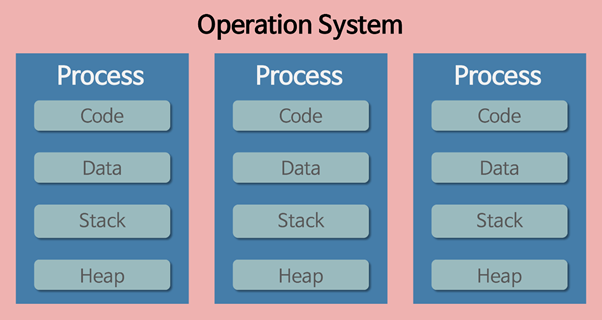 Operation System
Process
Code
Data
Stack
Heap
Process
Code
Data
Stack
Heap
Process
Code
Data
Stack
Heap